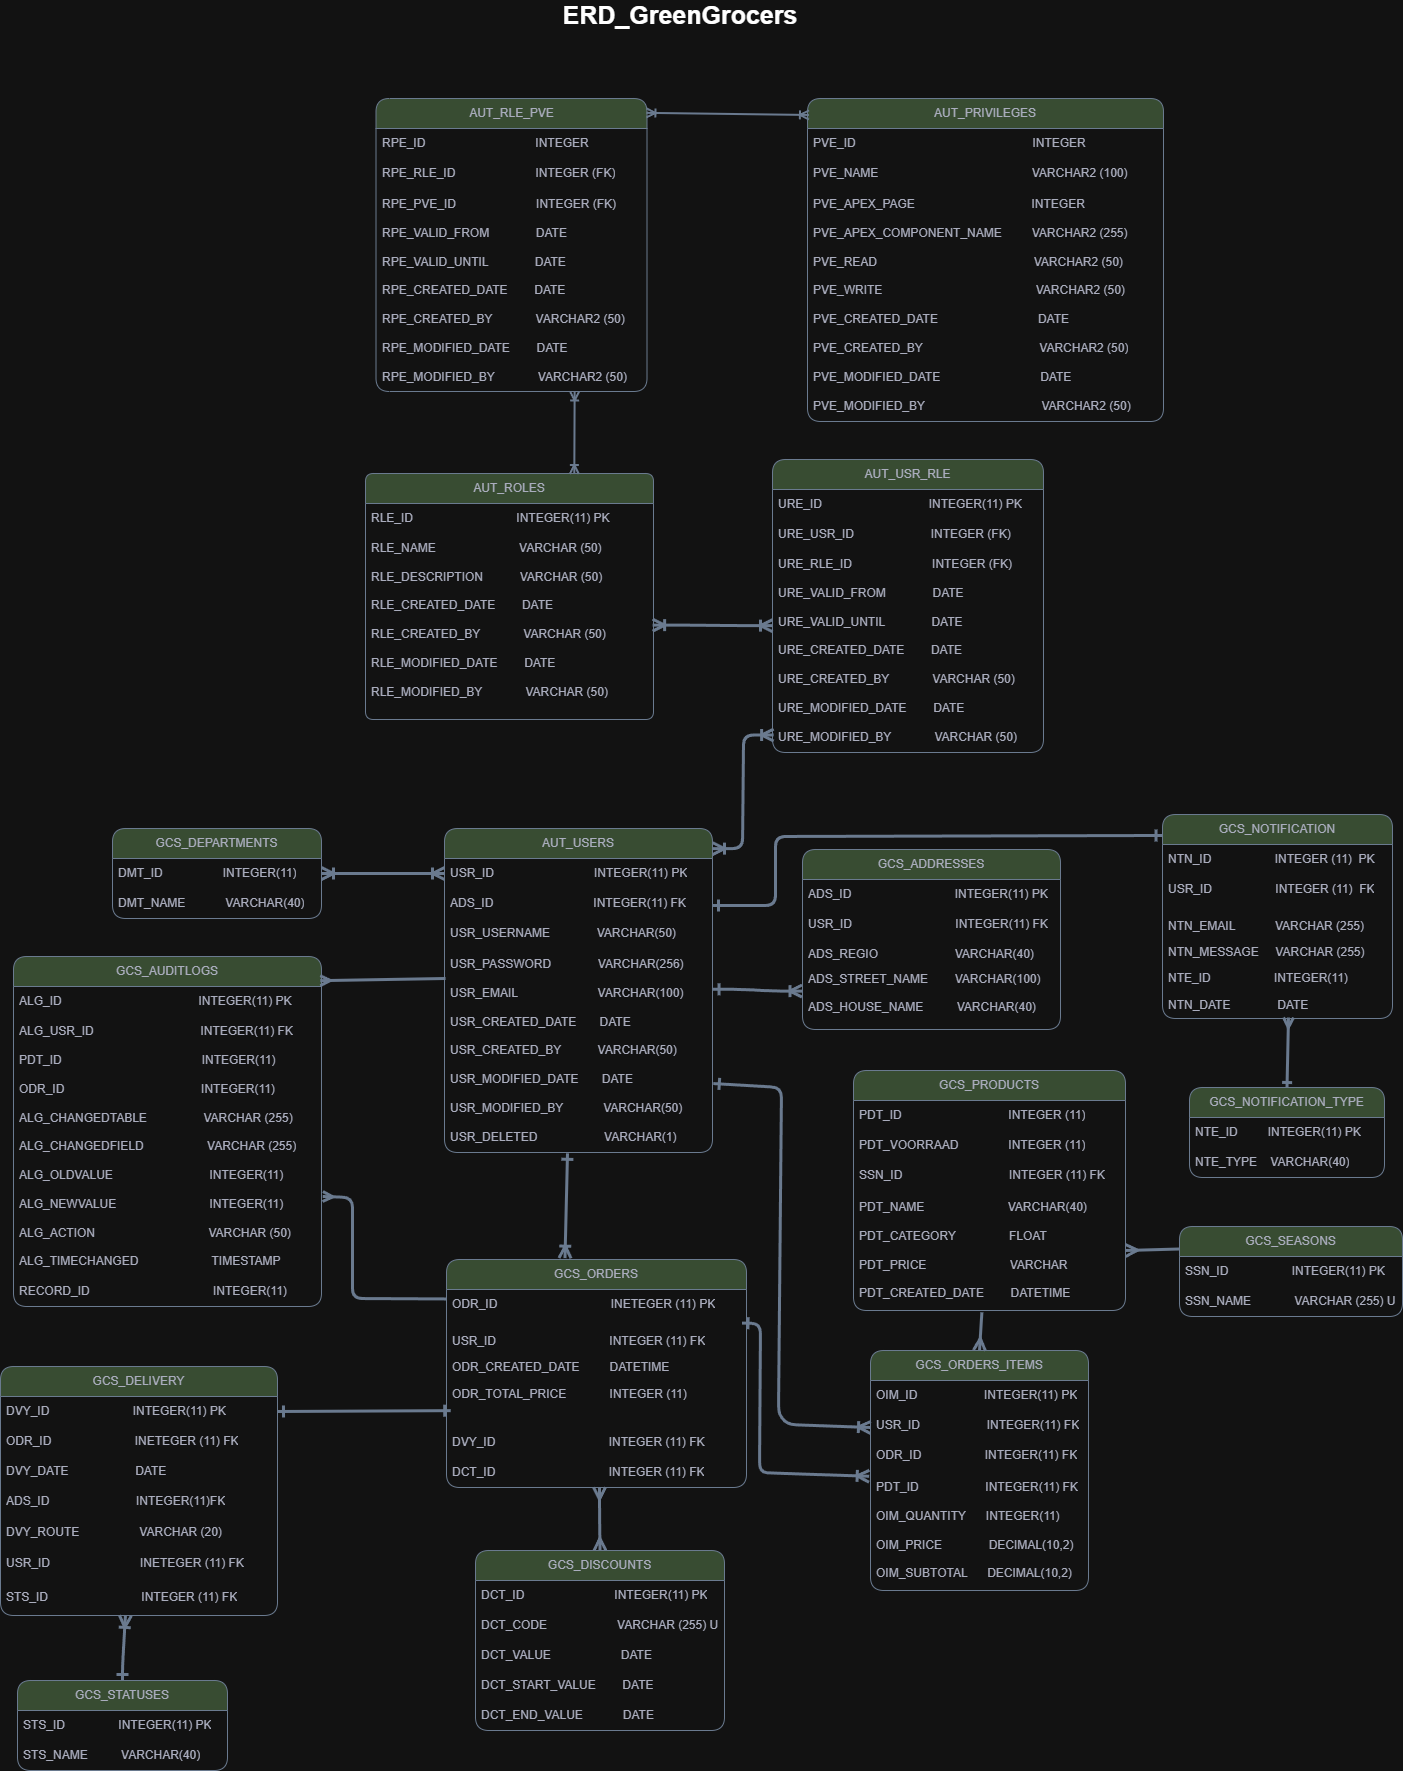 ERD_GreenGrocers
AUT_RLE_PVE
RPE_ID INTEGER
RPE_RLE_ID INTEGER (FK)
RPE_PVE_ID INTEGER (FK)
RPE_VALID_FROM DATE
RPE_VALID_UNTIL DATE
RPE_CREATED_DATE DATE
RPE_CREATED_BY VARCHAR2 (50)
RPE_MODIFIED_DATE DATE
RPE_MODIFIED_BY VARCHAR2 (50)
AUT_PRIVILEGES
PVE_ID INTEGER
PVE_NAME VARCHAR2 (100)
PVE_APEX_PAGE INTEGER
PVE_APEX_COMPONENT_NAME VARCHAR2 (255)
PVE_READ VARCHAR2 (50)
PVE_WRITE VARCHAR2 (50)
PVE_CREATED_DATE DATE
PVE_CREATED_BY VARCHAR2 (50)
PVE_MODIFIED_DATE DATE
PVE_MODIFIED_BY VARCHAR2 (50)
AUT_ROLES
RLE_ID INTEGER(11) PK
RLE_NAME VARCHAR (50)
RLE_DESCRIPTION VARCHAR (50)
RLE_CREATED_DATE DATE
RLE_CREATED_BY VARCHAR (50)
RLE_MODIFIED_DATE DATE
RLE_MODIFIED_BY VARCHAR (50)
AUT_USR_RLE
URE_ID INTEGER(11) PK
URE_USR_ID INTEGER (FK)
URE_RLE_ID INTEGER (FK)
URE_VALID_FROM DATE
URE_VALID_UNTIL DATE
URE_CREATED_DATE DATE
URE_CREATED_BY VARCHAR (50)
URE_MODIFIED_DATE DATE
URE_MODIFIED_BY VARCHAR (50)
GCS_DEPARTMENTS
DMT_ID INTEGER(11)
DMT_NAME VARCHAR(40)
AUT_USERS
USR_ID INTEGER(11) PK
ADS_ID INTEGER(11) FK
USR_USERNAME VARCHAR(50)
USR_PASSWORD VARCHAR(256)
USR_EMAIL VARCHAR(100)
USR_CREATED_DATE DATE
USR_CREATED_BY VARCHAR(50)
USR_MODIFIED_DATE DATE
USR_MODIFIED_BY VARCHAR(50)
USR_DELETED VARCHAR(1)
GCS_ADDRESSES
ADS_ID INTEGER(11) PK
USR_ID INTEGER(11) FK
ADS_REGIO VARCHAR(40)
ADS_STREET_NAME VARCHAR(100)
ADS_HOUSE_NAME VARCHAR(40)
GCS_NOTIFICATION
NTN_ID INTEGER (11) PK
USR_ID INTEGER (11) FK
NTN_EMAIL VARCHAR (255)
NTN_MESSAGE VARCHAR (255)
NTE_ID INTEGER(11)
NTN_DATE DATE
GCS_AUDITLOGS
ALG_ID INTEGER(11) PK
ALG_USR_ID INTEGER(11) FK
PDT_ID INTEGER(11)
ODR_ID INTEGER(11)
ALG_CHANGEDTABLE VARCHAR (255)
ALG_CHANGEDFIELD VARCHAR (255)
ALG_OLDVALUE INTEGER(11)
ALG_NEWVALUE INTEGER(11)
ALG_ACTION VARCHAR (50)
ALG_TIMECHANGED TIMESTAMP
RECORD_ID INTEGER(11)
GCS_PRODUCTS
PDT_ID INTEGER (11)
PDT_VOORRAAD INTEGER (11)
SSN_ID INTEGER (11) FK
PDT_NAME VARCHAR(40)
PDT_CATEGORY FLOAT
PDT_PRICE VARCHAR
PDT_CREATED_DATE DATETIME
GCS_NOTIFICATION_TYPE
NTE_ID INTEGER(11) PK
NTE_TYPE VARCHAR(40)
GCS_SEASONS
SSN_ID INTEGER(11) PK
SSN_NAME VARCHAR (255) U
GCS_ORDERS
ODR_ID INETEGER (11) PK
USR_ID INTEGER (11) FK
ODR_CREATED_DATE DATETIME
ODR_TOTAL_PRICE INTEGER (11)
DVY_ID INTEGER (11) FK
DCT_ID INTEGER (11) FK
GCS_ORDERS_ITEMS
OIM_ID INTEGER(11) PK
USR_ID INTEGER(11) FK
ODR_ID INTEGER(11) FK
PDT_ID INTEGER(11) FK
OIM_QUANTITY INTEGER(11)
OIM_PRICE DECIMAL(10,2)
OIM_SUBTOTAL DECIMAL(10,2)
GCS_DELIVERY
DVY_ID INTEGER(11) PK
ODR_ID INETEGER (11) FK
DVY_DATE DATE
ADS_ID INTEGER(11)FK
DVY_ROUTE VARCHAR (20)
USR_ID INETEGER (11) FK
STS_ID INTEGER (11) FK
GCS_DISCOUNTS
DCT_ID INTEGER(11) PK
DCT_CODE VARCHAR (255) U
DCT_VALUE DATE
DCT_START_VALUE DATE
DCT_END_VALUE DATE
GCS_STATUSES
STS_ID INTEGER(11) PK
STS_NAME VARCHAR(40)